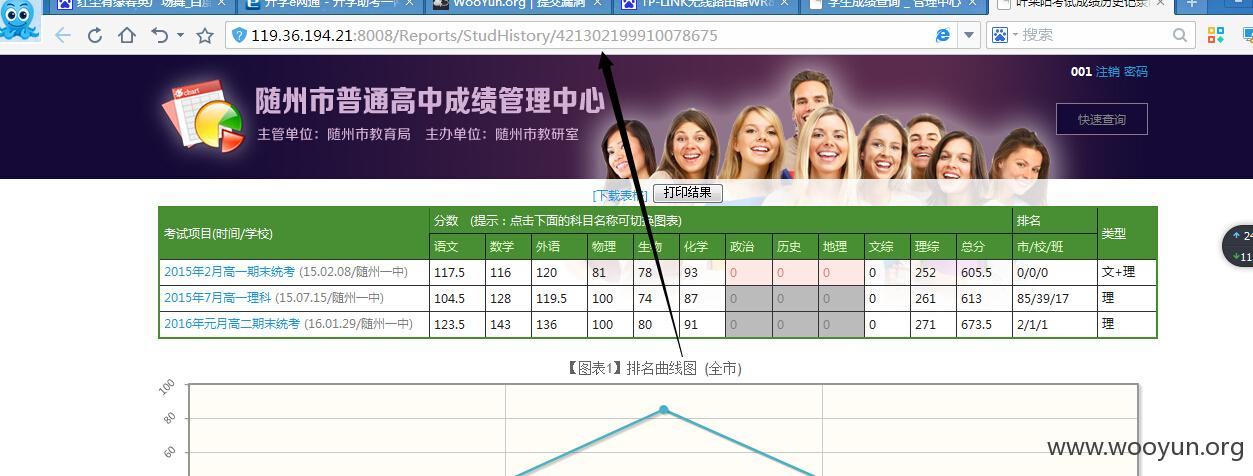 红尘有缘春英广场舞_百度
升学e网通 - 升学助考一
WooYun.org | 提交漏洞
TP-LINK无线路由器WR8
学生成绩查询 _ 管理中心
119.36.194.21:8008/Reports/StudHistory/421302199910078675
搜索
001 注销 密码
chart
随州市普通高中成绩管理中心
主管单位：随州市教育局 主办单位：随州市教研室
快速查询
[下载表格] 打印结果
考试项目(时间/学校) 分数 (提示：点击下面的科目名称可切换图表) 排名 类型
语文 数学 外语 物理 生物 化学 政治 历史 地理 文综 理综 总分 市/校/班
2015年2月高一期末统考 (15.02.08/随州一中) 117.5 116 120 81 78 93 0 0 0 0 252 605.5 0/0/0 文+理
2015年7月高一理科 (15.07.15/随州一中) 104.5 128 119.5 100 74 87 0 0 0 0 261 613 85/39/17 理
2016年元月高二期末统考 (16.01.29/随州一中) 123.5 143 136 100 80 91 0 0 0 0 271 673.5 2/1/1 理
【图表1】排名曲线图 (全市)
100
80
60
www.wooyun.org